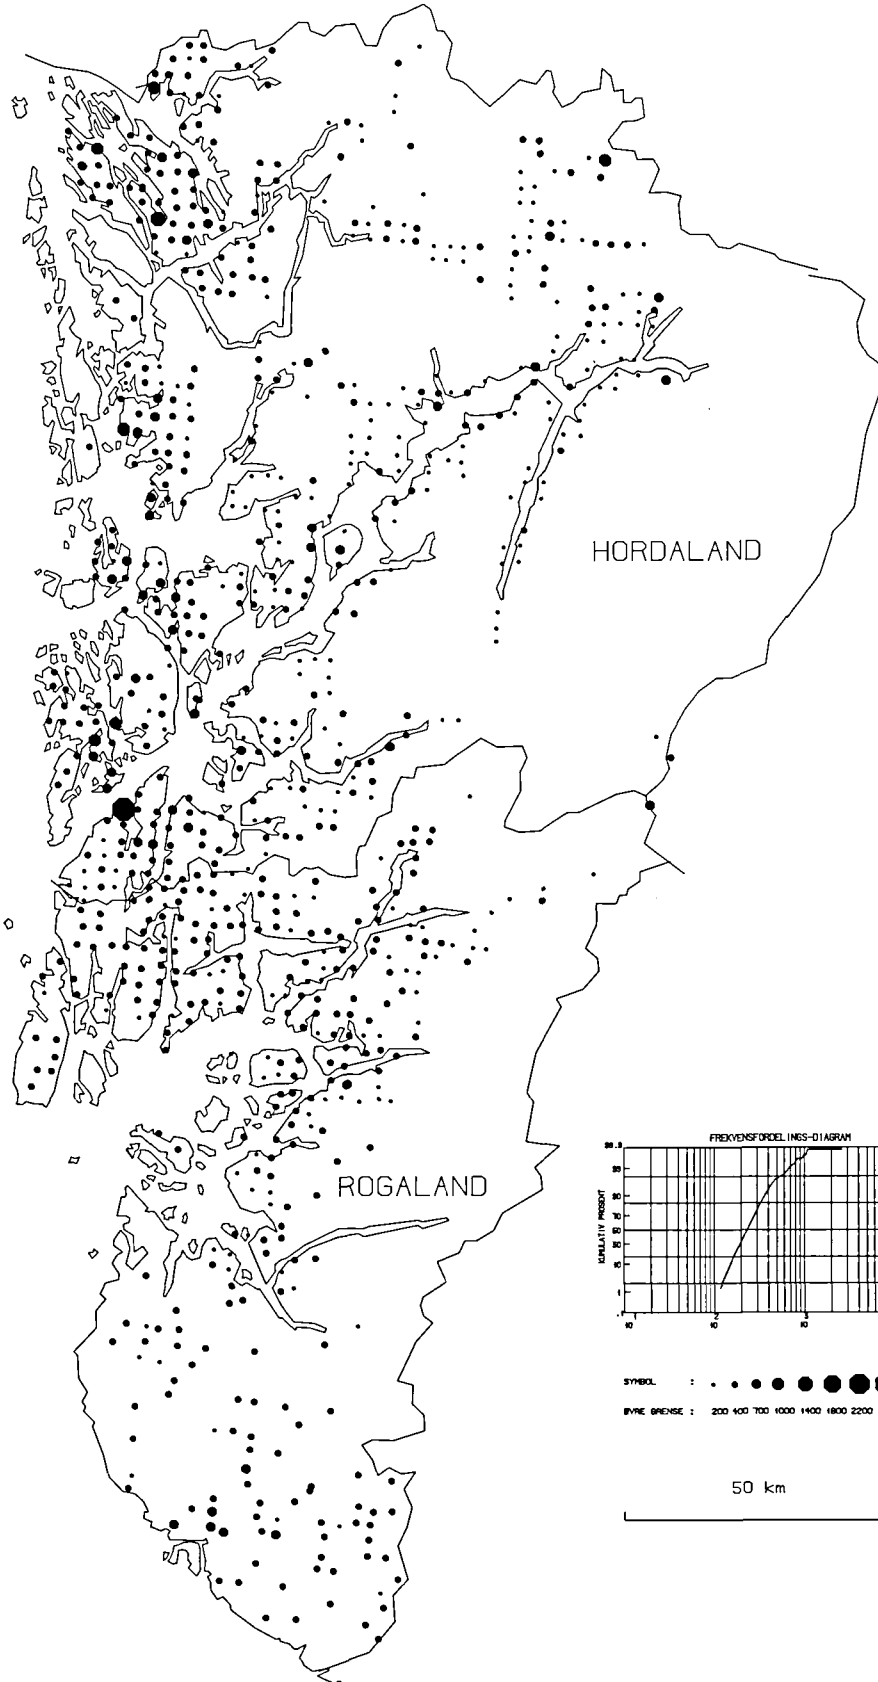 HORDALAND
ROGALAND
FREKVENSFORDELINGS-DIAGRAM
KUMULATIV PROSENT
SYMBOL :
ØVRE GRENSE : 200 400 700 1000 1400 1800 2200
50 km